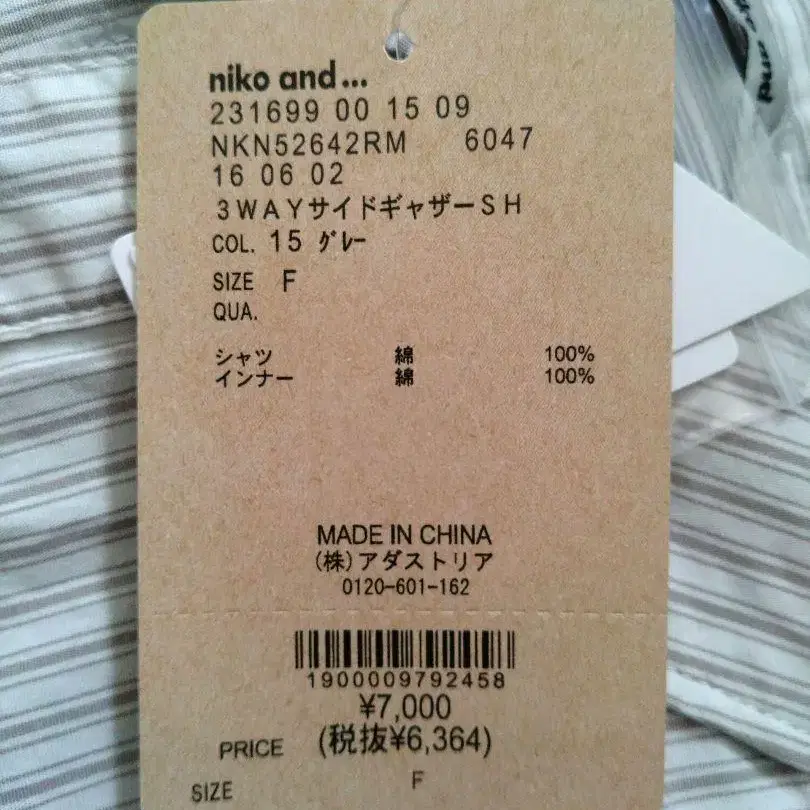 niko and...
231699 00 15 09
NKN52642RM 6047
16 06 02
3WAYサイドギャザーSH
COL. 15 グレー
SIZE F
QUA.
シャツ 綿 100%
インナー 綿 100%
MADE IN CHINA
(株)アダストリア
0120-601-162
1900009792458
¥7,000
PRICE (税抜¥6,364)
SIZE F
and